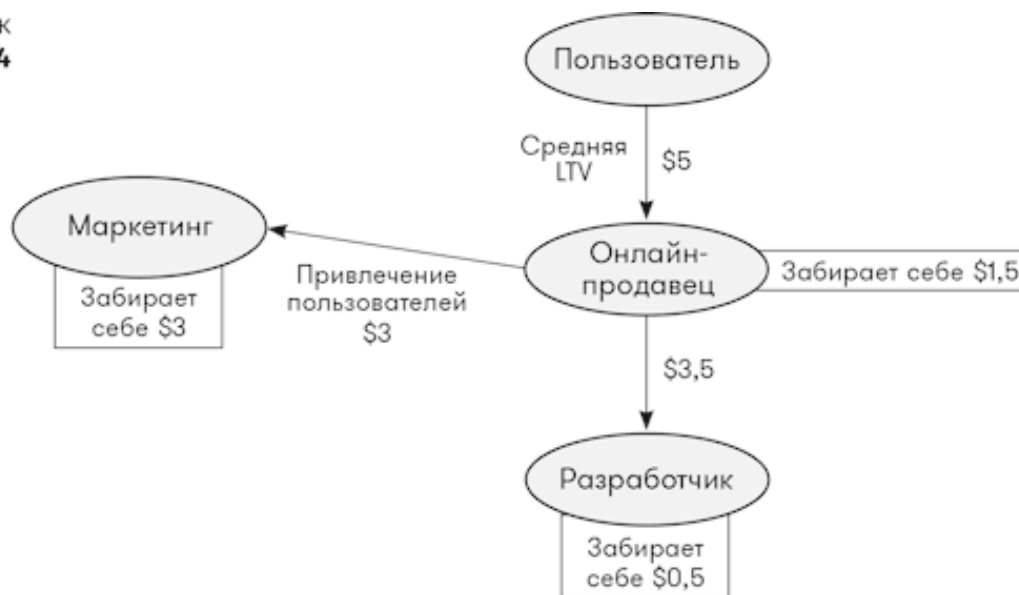 к
4
Пользователь
Средняя
LTV
$5
Маркетинг
Забирает
себе $3
Привлечение
пользователей
$3
Онлайн-
продавец
Забирает себе $1,5
$3,5
Разработчик
Забирает
себе $0,5